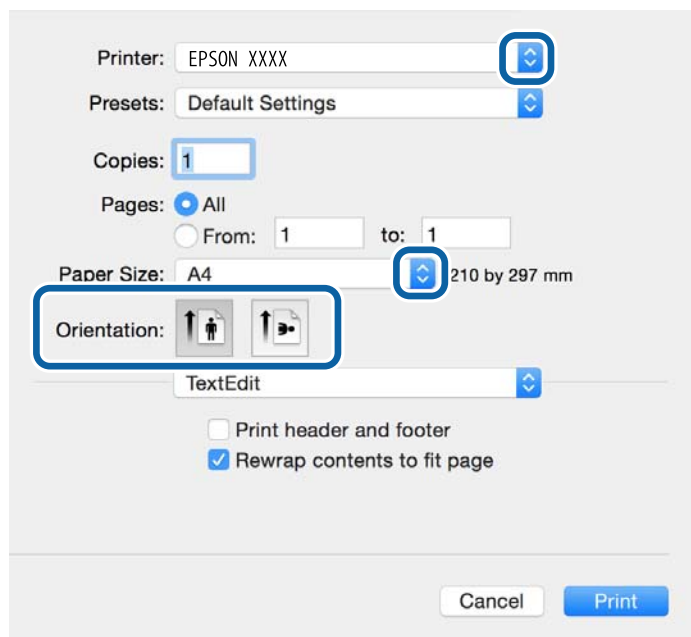 Printer: EPSON XXXX
Presets: Default Settings
Copies: 1
Pages: All
From: 1 to: 1
Paper Size: A4 210 by 297 mm
Orientation:
TextEdit
Print header and footer
Rewrap contents to fit page
Cancel Print